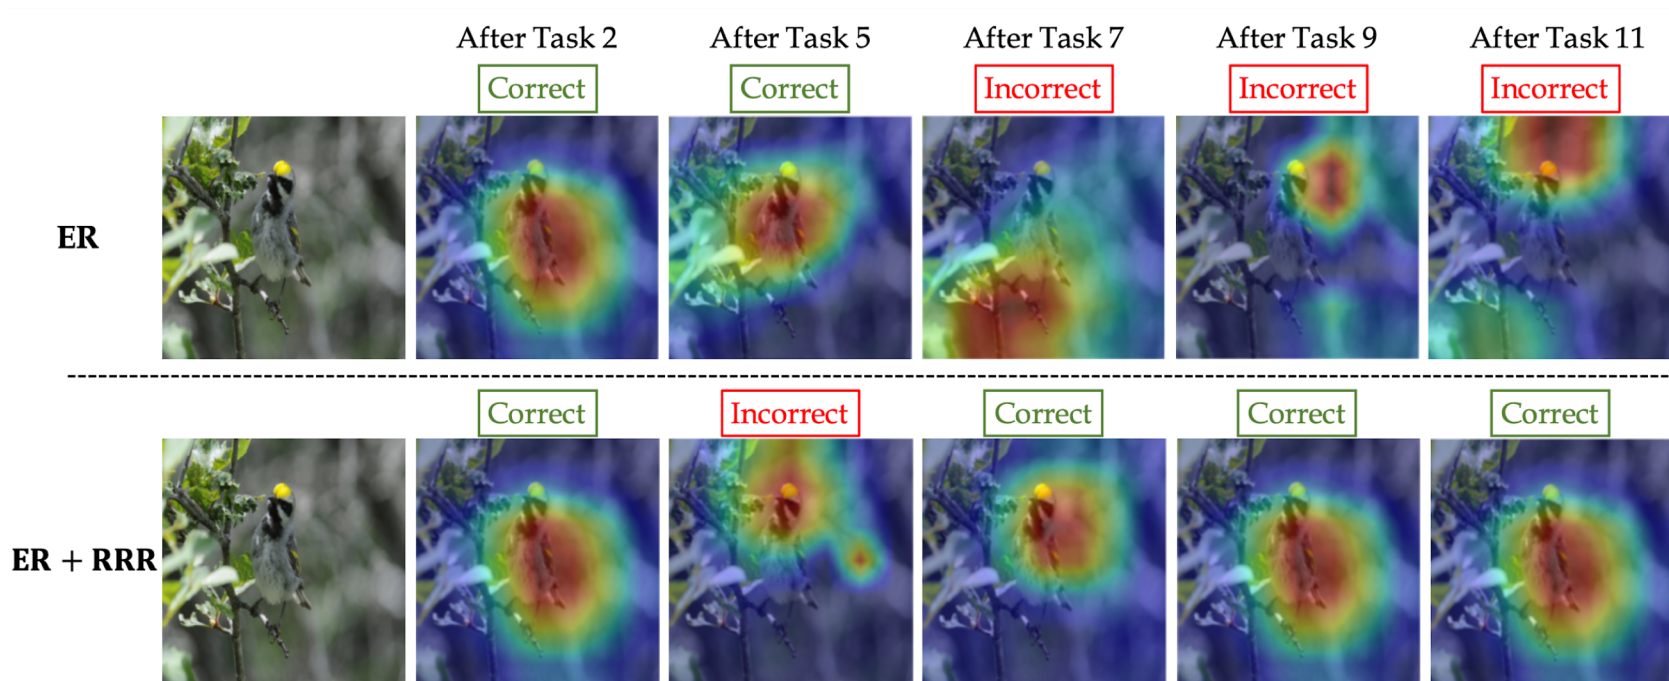 After Task 2 After Task 5 After Task 7 After Task 9 After Task 11
Correct Correct Incorrect Incorrect Incorrect
ER
Correct Incorrect Correct Correct Correct
ER + RRR